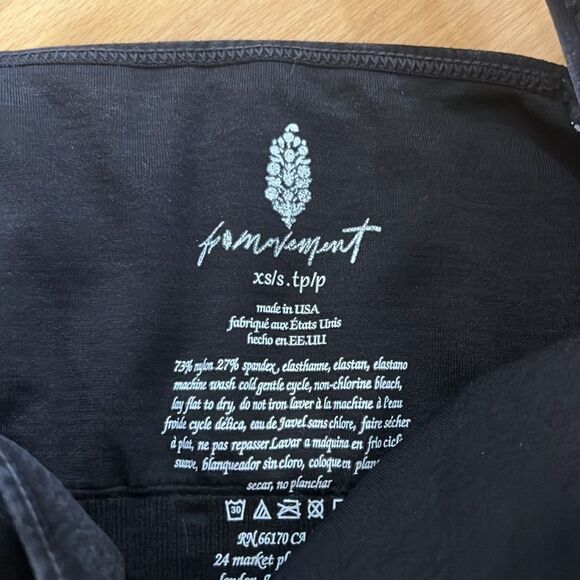 fp movement
xs/s . tp/p
made in USA
fabriqué aux États Unis
hecho en EE.UU
73% nylon 27% spandex, elasthanne, elastan, elastano
machine wash cold gentle cycle, non-chlorine bleach,
lay flat to dry, do not iron laver à la machine à l'eau
froide cycle délica, eau de Javel sans chlore, faire sécher
à plat, ne pas repasser Lavar a máquina en frío
suave, blanqueador sin cloro, coloque en
secar, no planchar
30
RN 66170 CA
24 market